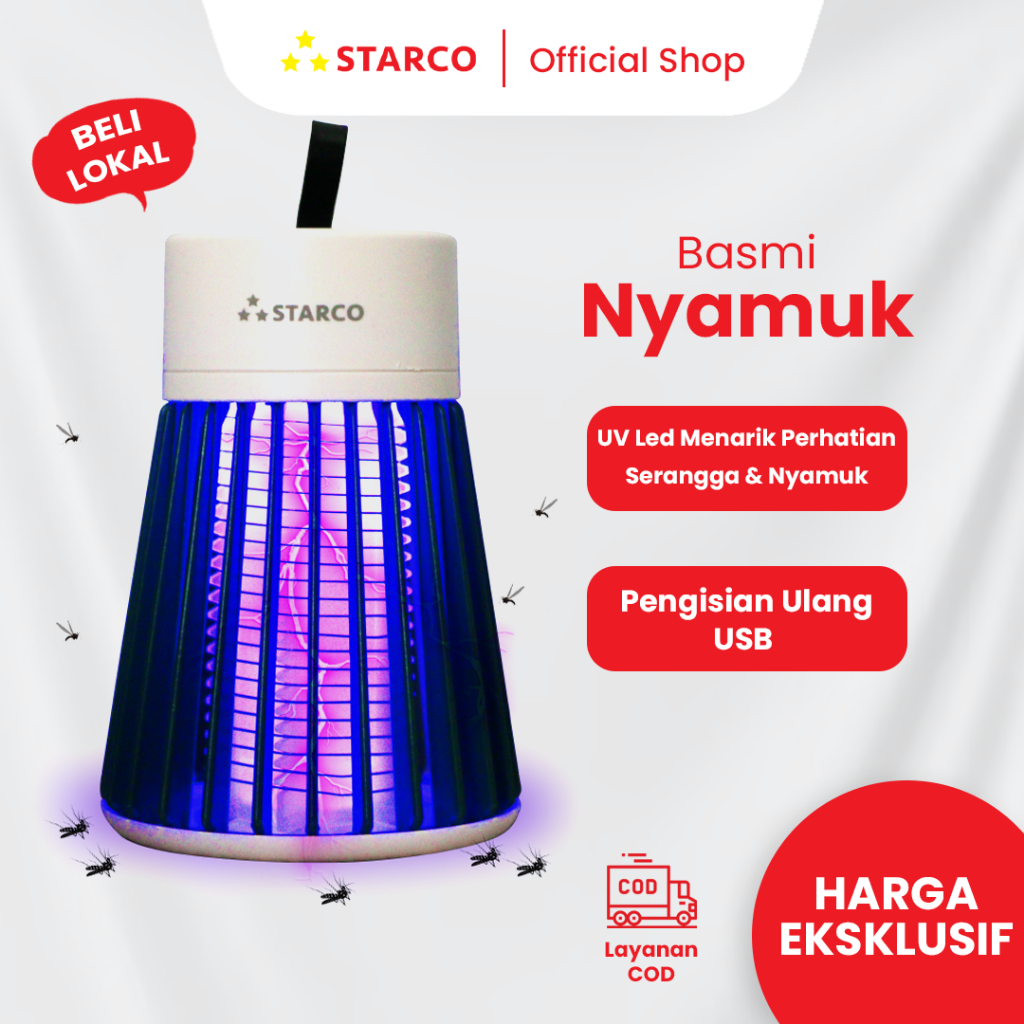 STARCO
Official Shop
BELI
LOKAL
STARCO
Basmi
Nyamuk
UV Led Menarik Perhatian
Serangga & Nyamuk
Pengisian Ulang
USB
COD
Layanan
COD
HARGA
EKSKLUSIF